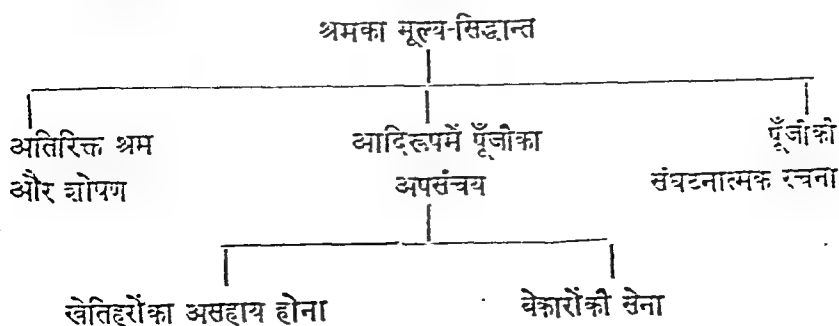 श्रमका मूल्य-सिद्धान्त
अतिरिक्त श्रम
और शोषण
आदिरूपमें पूँजीका
अपसंचय
पूँजीकी
संघटनात्मक रचना
खेतिहरोंका असहाय होना
बेकारोंकी सेना